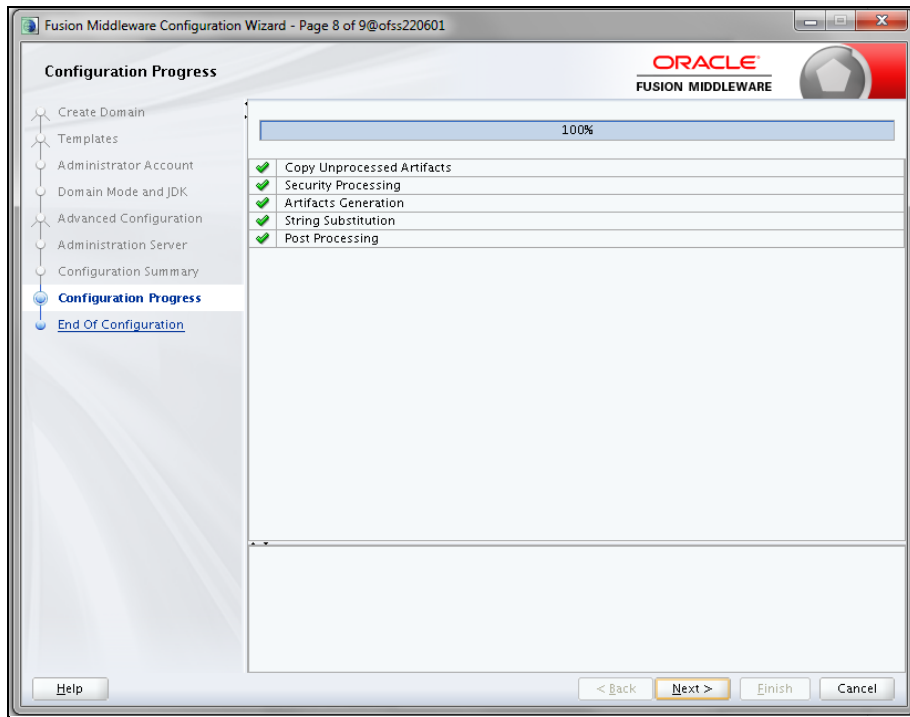 Fusion Middleware Configuration Wizard - Page 8 of 9@ofss220601
Configuration Progress
ORACLE
FUSION MIDDLEWARE
Create Domain
Templates
Administrator Account
Domain Mode and JDK
Advanced Configuration
Administration Server
Configuration Summary
Configuration Progress
End Of Configuration
100%
Copy Unprocessed Artifacts
Security Processing
Artifacts Generation
String Substitution
Post Processing
Help
< Back
Next >
Finish
Cancel